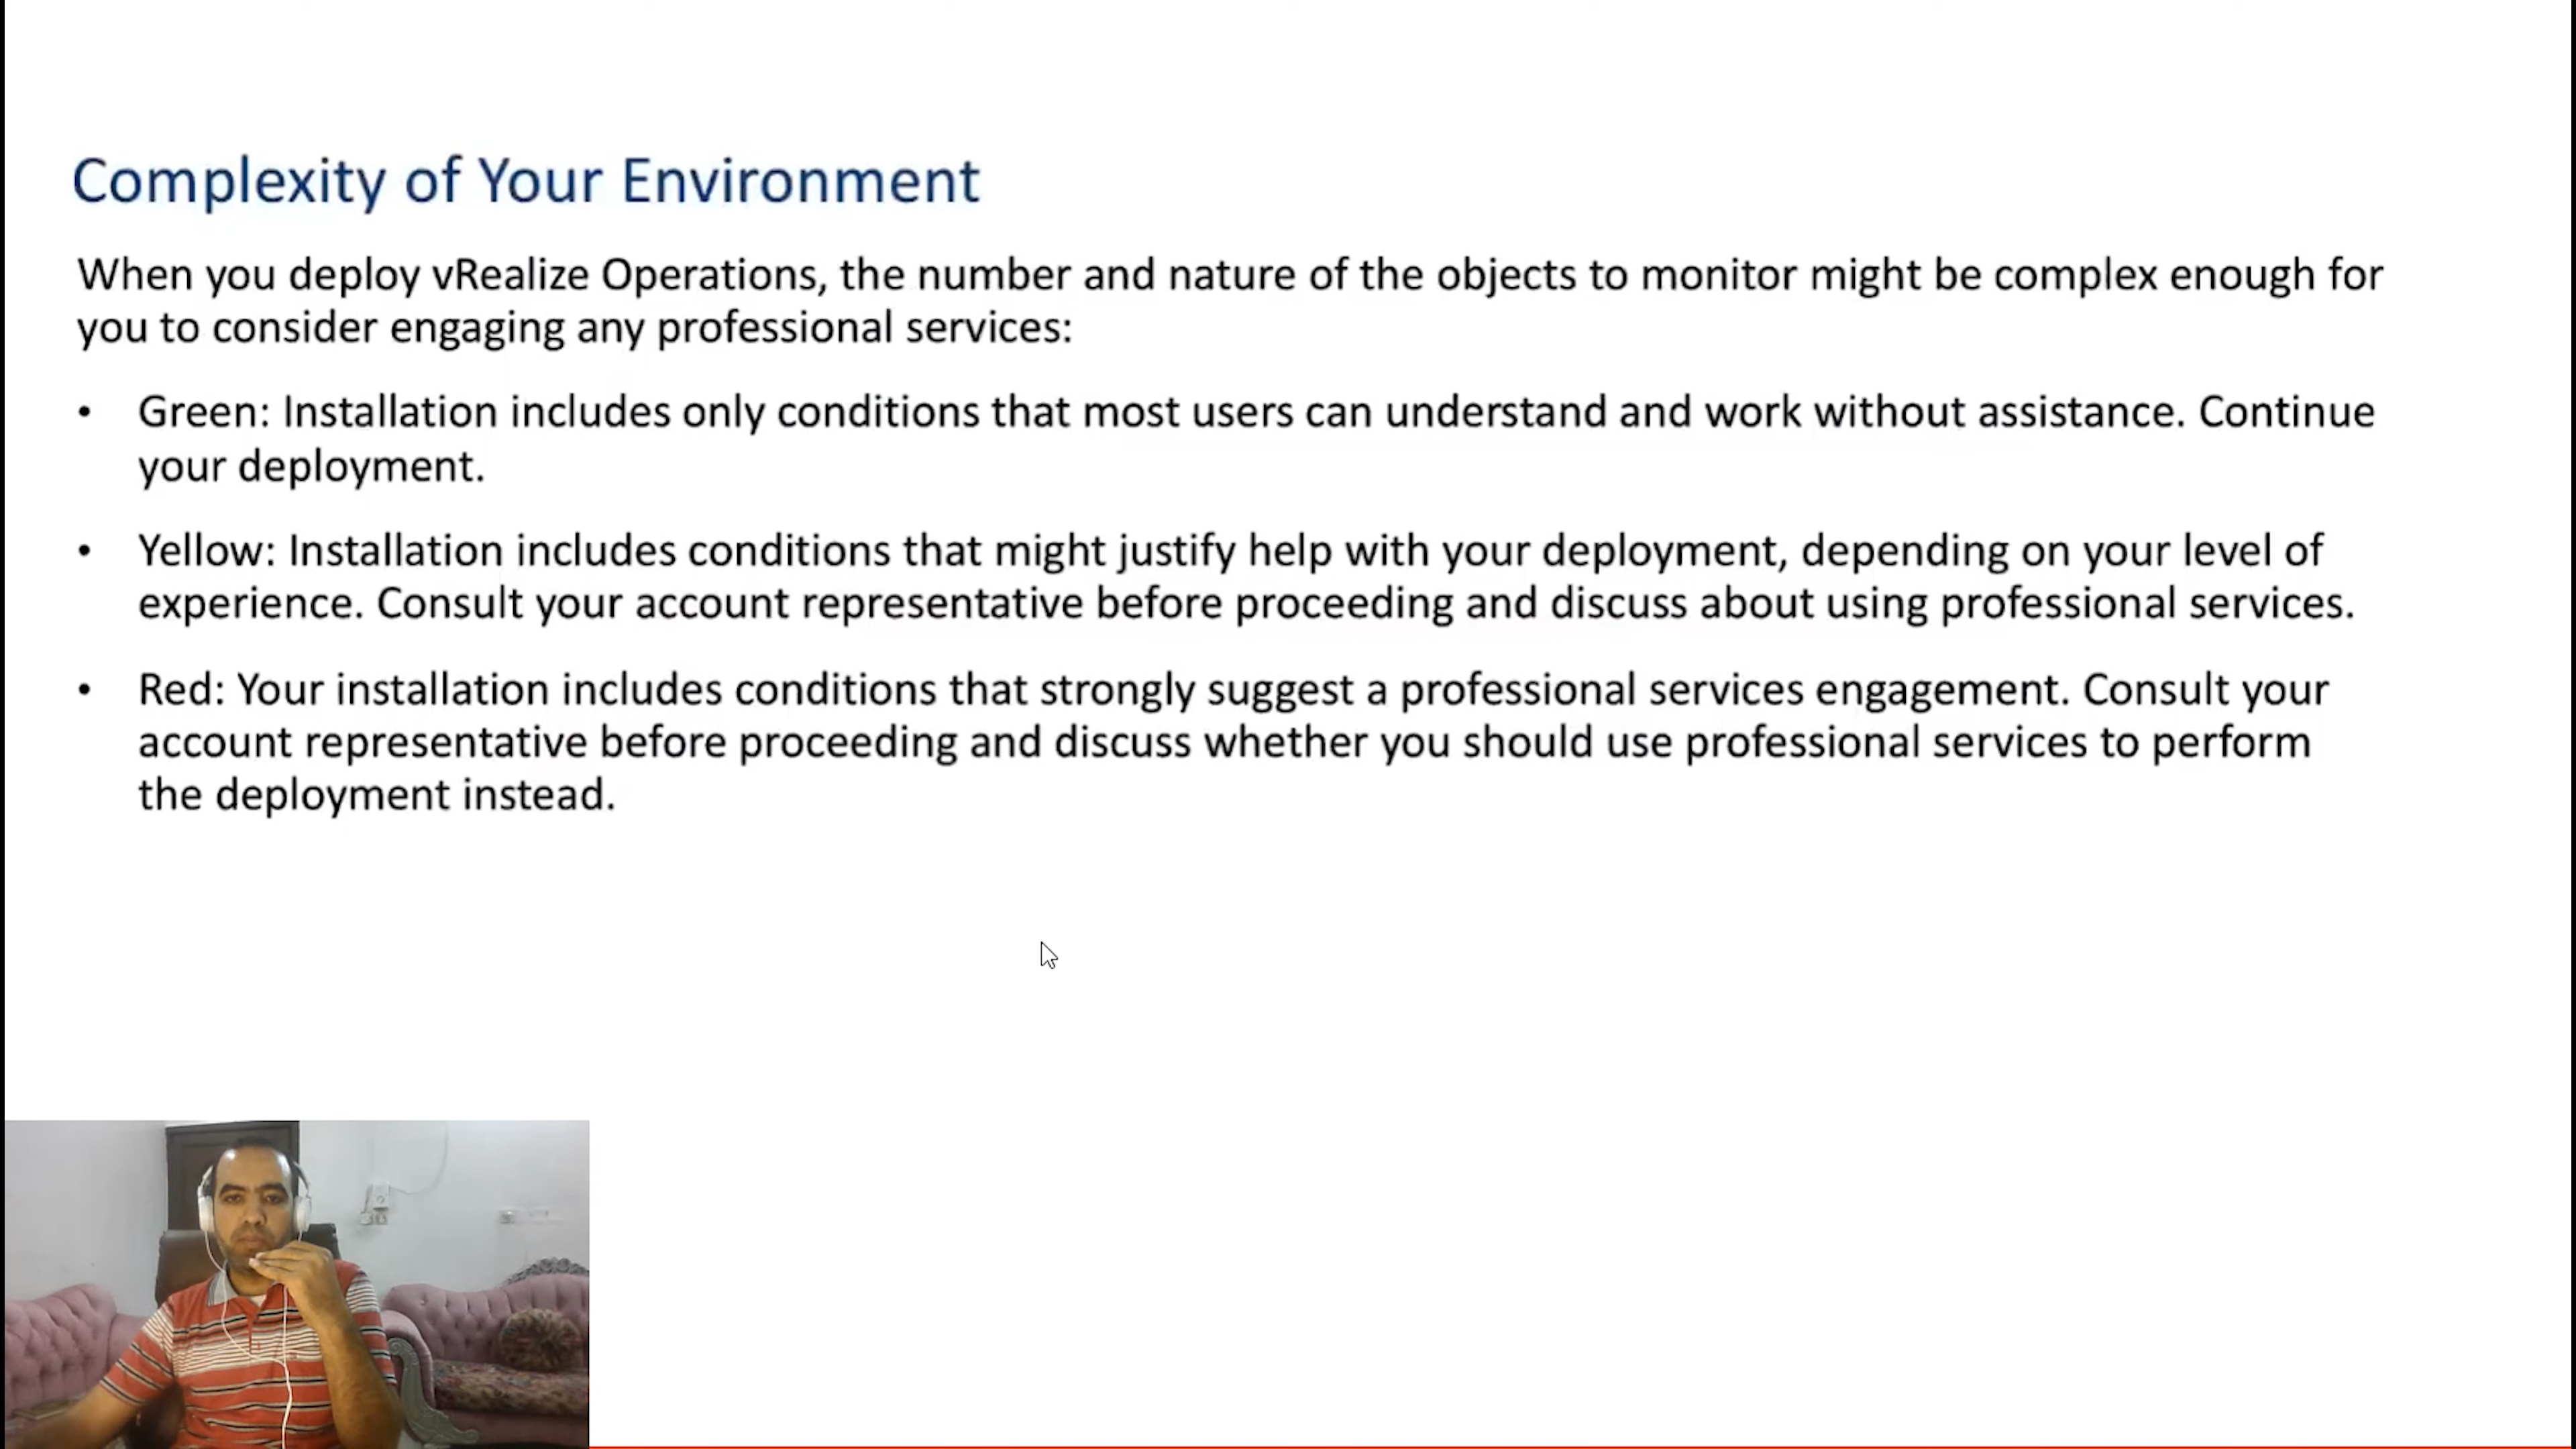 Complexity of Your Environment
When you deploy vRealize Operations, the number and nature of the objects to monitor might be complex enough for
you to consider engaging any professional services:
• Green: Installation includes only conditions that most users can understand and work without assistance. Continue
your deployment.
• Yellow: Installation includes conditions that might justify help with your deployment, depending on your level of
experience. Consult your account representative before proceeding and discuss about using professional services.
• Red: Your installation includes conditions that strongly suggest a professional services engagement. Consult your
account representative before proceeding and discuss whether you should use professional services to perform
the deployment instead.